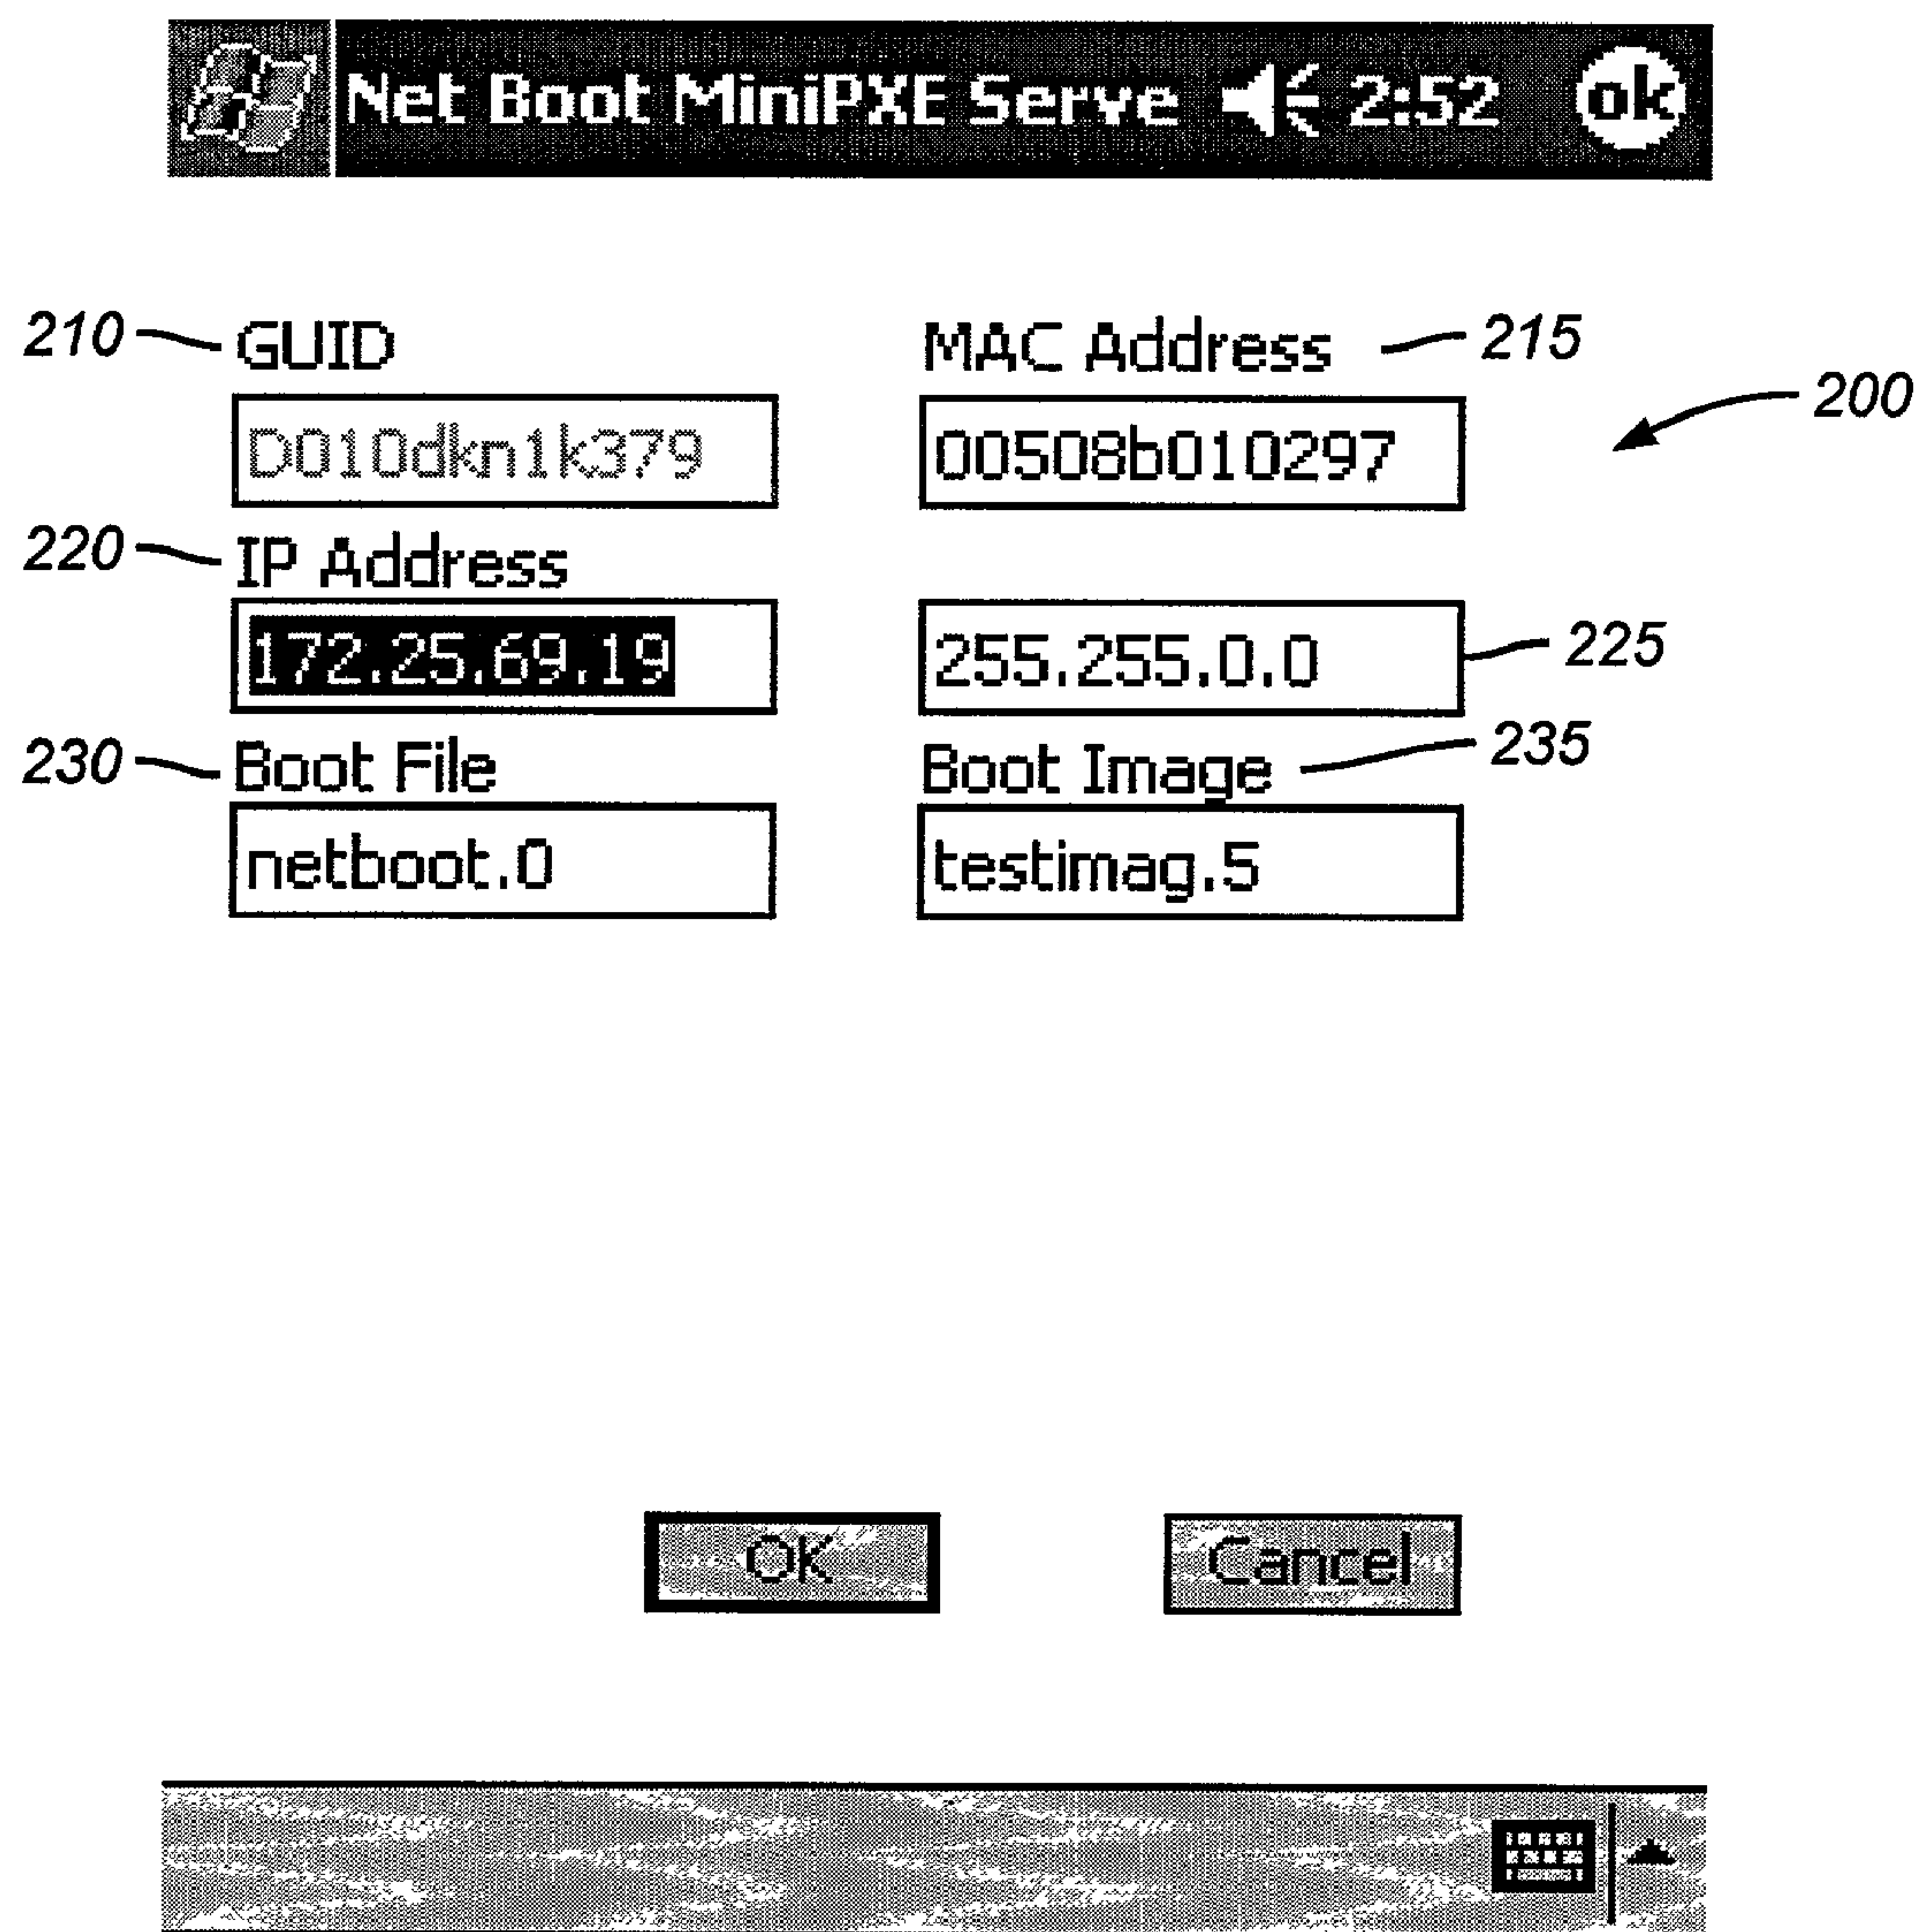 Net Boot MiniPXE Serve 2:52 ok
210 GUID MAC Address 215
200
D010dkn1k379 00508b010297
220 IP Address
172.25.69.19 255.255.0.0 225
230 Boot File Boot Image 235
netboot.0 testimag.5
OK Cancel